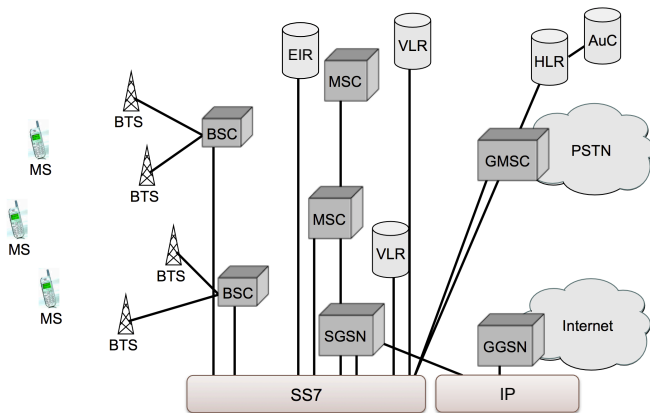 EIR
VLR
HLR
AuC
MSC
BTS
BSC
MS
GMSC
PSTN
BTS
MSC
MS
VLR
BTS
BSC
MS
BTS
SGSN
GGSN
Internet
SS7
IP